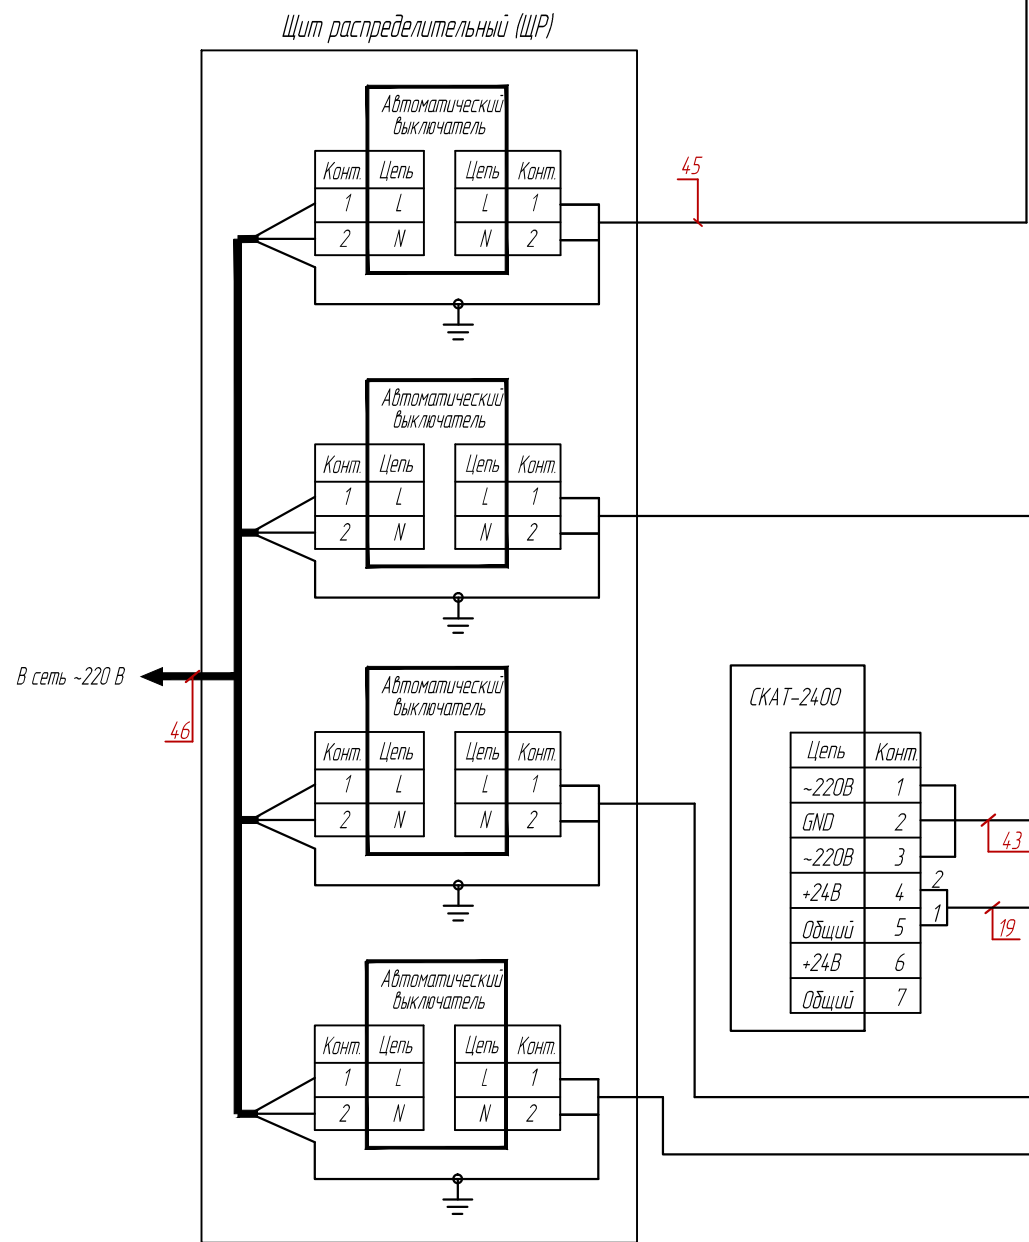 Щит распределительный (ЩР)
Автоматический
выключатель
Конт. Цепь Цепь Конт.
1 L L 1
2 N N 2
45
Автоматический
выключатель
Конт. Цепь Цепь Конт.
1 L L 1
2 N N 2
В сеть ~220 В
46
Автоматический
выключатель
Конт. Цепь Цепь Конт.
1 L L 1
2 N N 2
СКАТ-2400
Цепь Конт.
~220В 1
GND 2
~220В 3
+24В 4
Общий 5
+24В 6
Общий 7
43
2
1
19
Автоматический
выключатель
Конт. Цепь Цепь Конт.
1 L L 1
2 N N 2